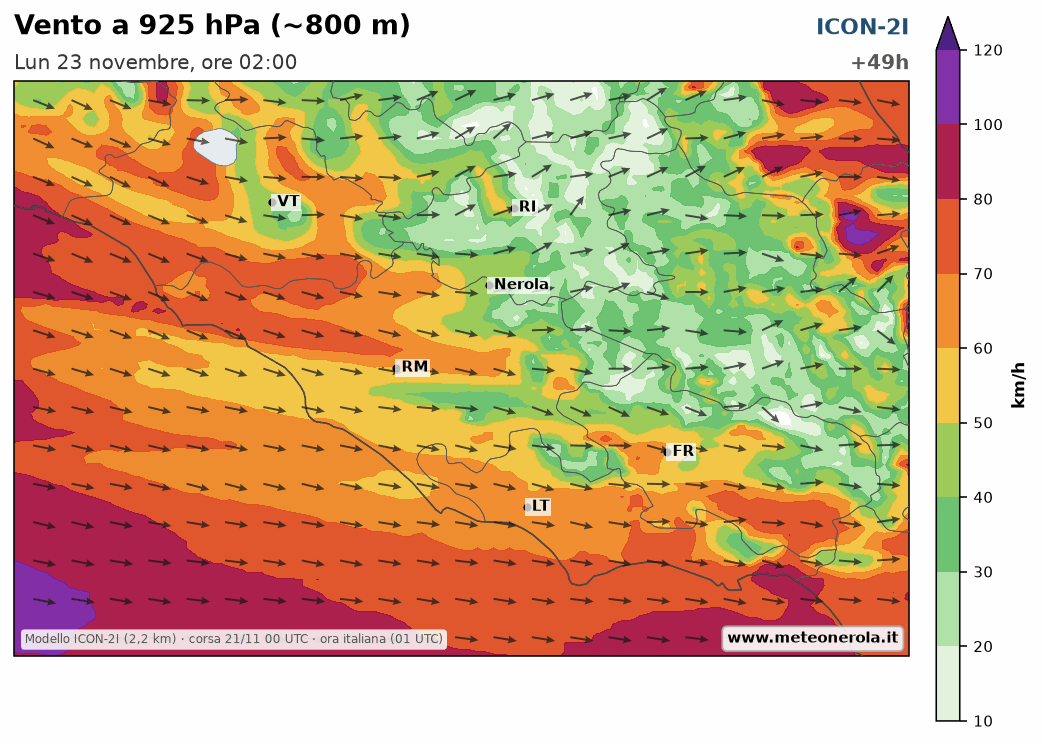 Vento a 925 hPa (~800 m)
ICON-2I
Lun 23 novembre, ore 02:00
+49h
VT
RI
Nerola
RM
FR
LT
Modello ICON-2I (2,2 km) · corsa 21/11 00 UTC · ora italiana (01 UTC)
www.meteonerola.it
120
100
80
70
60
50
40
30
20
10
km/h